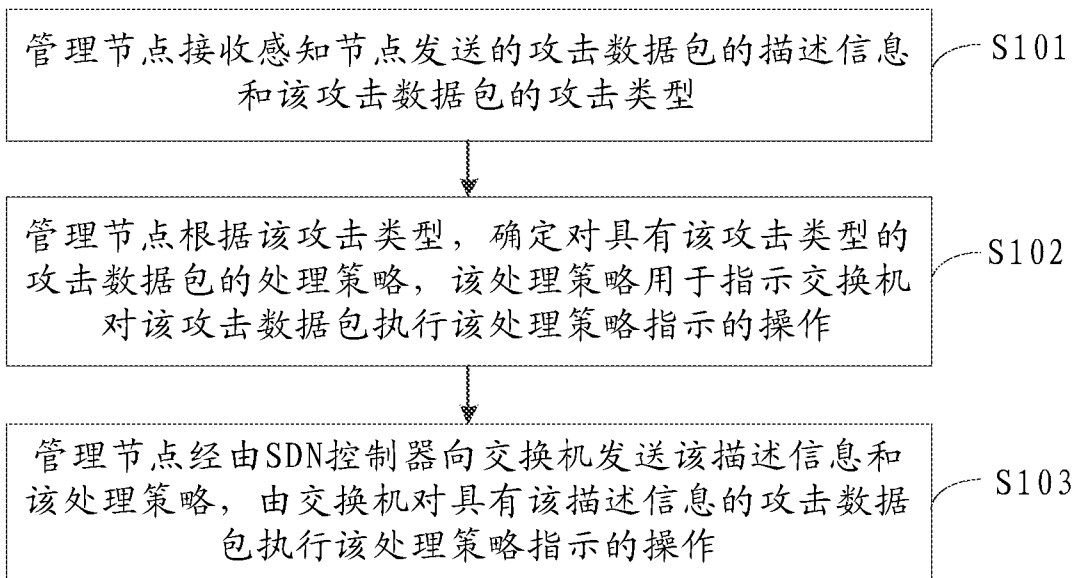 管理节点接收感知节点发送的攻击数据包的描述信息
和该攻击数据包的攻击类型
S101
管理节点根据该攻击类型，确定对具有该攻击类型的
攻击数据包的处理策略，该处理策略用于指示交换机
对该攻击数据包执行该处理策略指示的操作
S102
管理节点经由SDN控制器向交换机发送该描述信息和
该处理策略，由交换机对具有该描述信息的攻击数据
包执行该处理策略指示的操作
S103